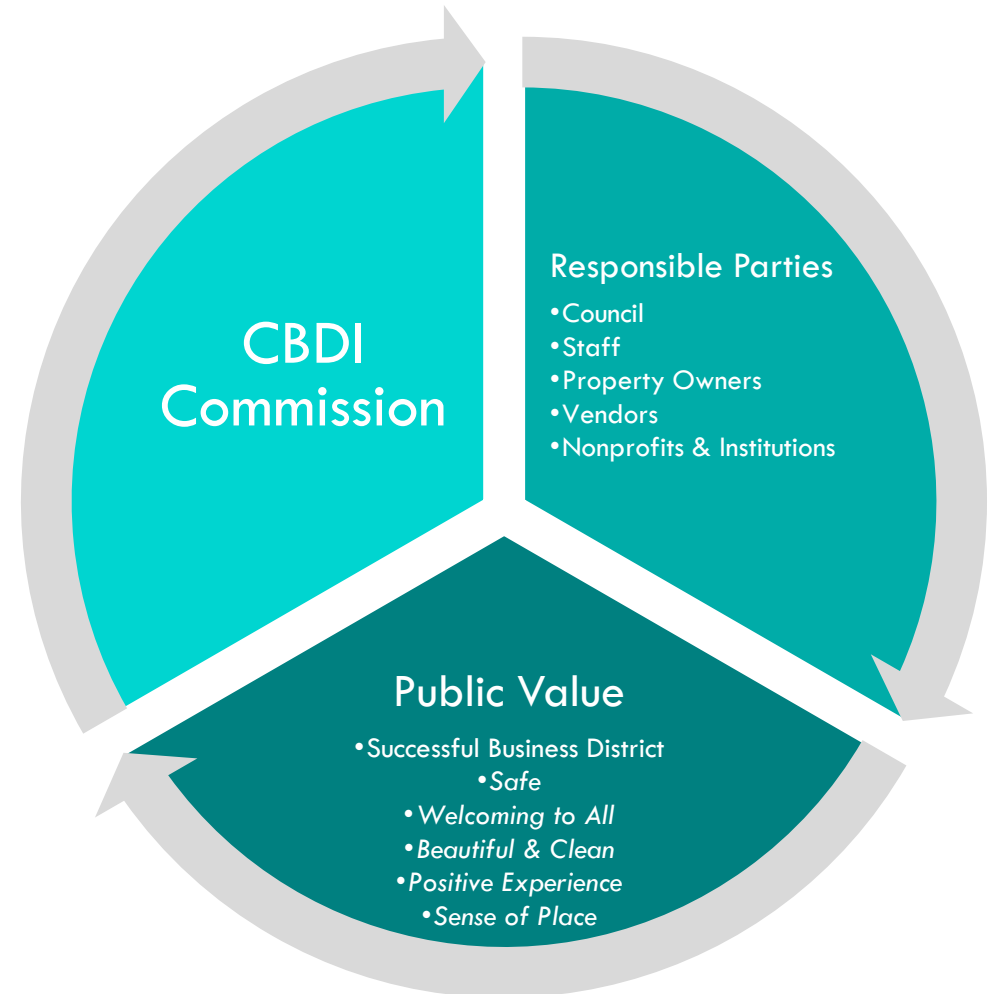 CBDI
Commission
Responsible Parties
•Council
•Staff
•Property Owners
•Vendors
•Nonprofits & Institutions
Public Value
•Successful Business District
•Safe
•Welcoming to All
•Beautiful & Clean
•Positive Experience
•Sense of Place